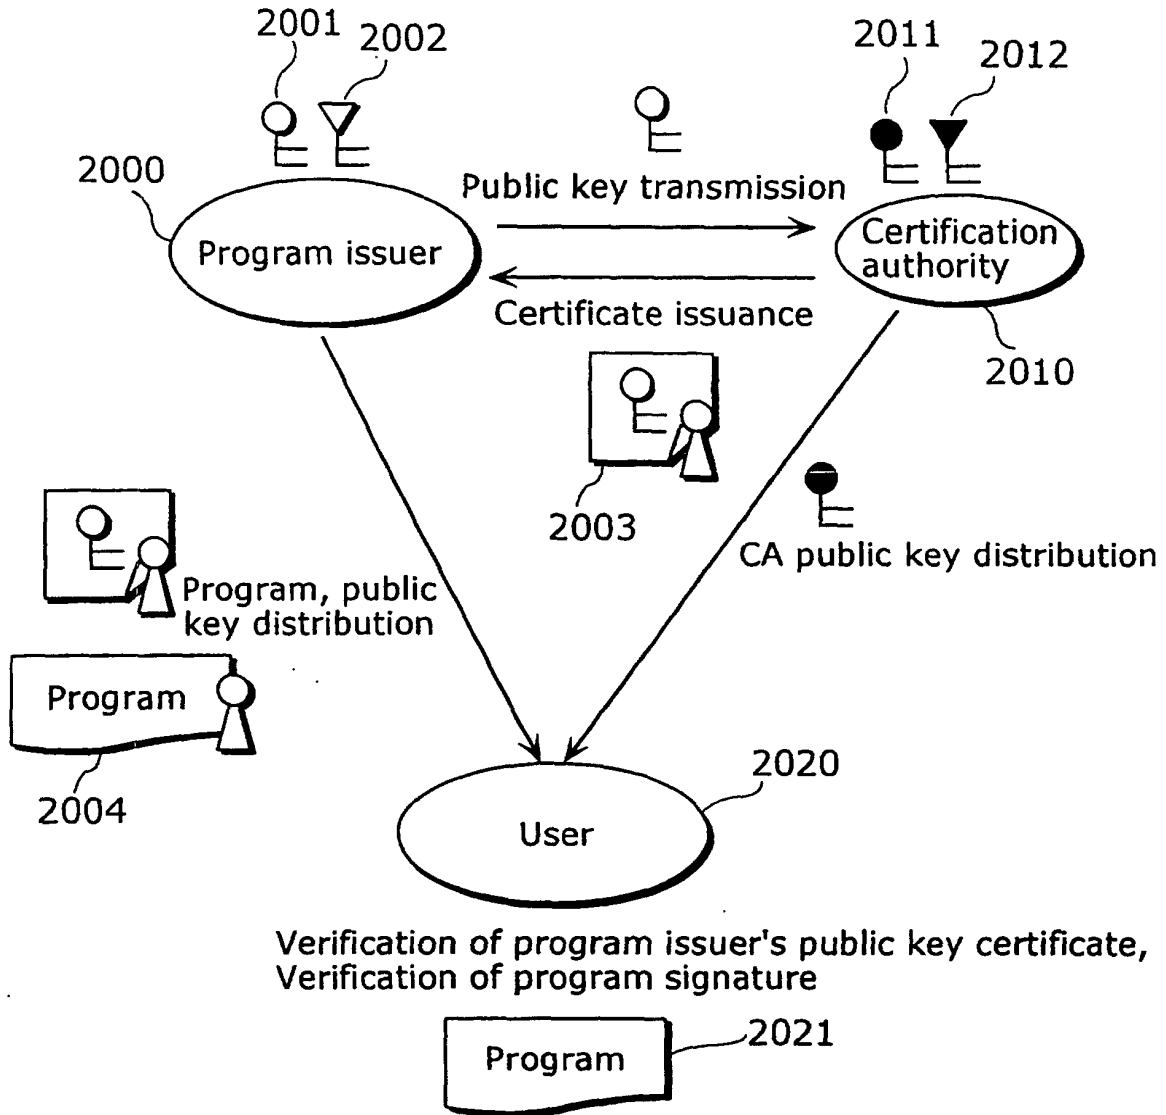 2001
2002
2011
2012
2000
Public key transmission
Program issuer
Certification
authority
Certificate issuance
2010
2003
CA public key distribution
Program, public
key distribution
Program
2004
2020
User
Verification of program issuer's public key certificate,
Verification of program signature
2021
Program